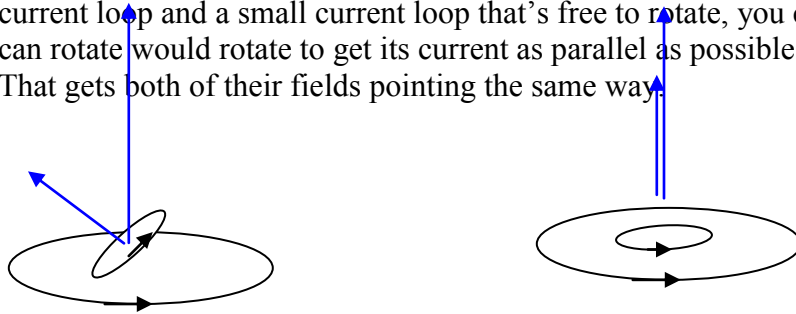 current loop and a small current loop that’s free to rotate, you
can rotate would rotate to get its current as parallel as possible
That gets both of their fields pointing the same way.